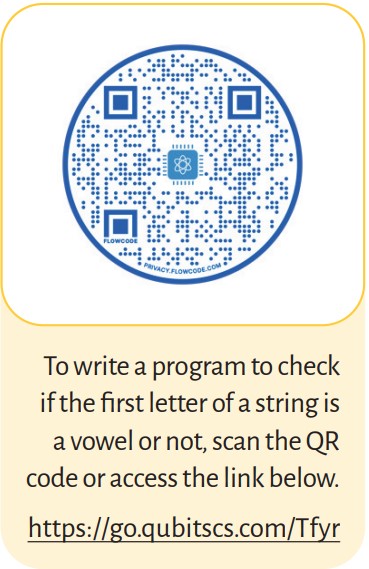 FLOWCODE
PRIVACY.FLOWCODE.COM
To write a program to check
if the first letter of a string is
a vowel or not, scan the QR
code or access the link below.
https://go.qubitscs.com/Tfyr